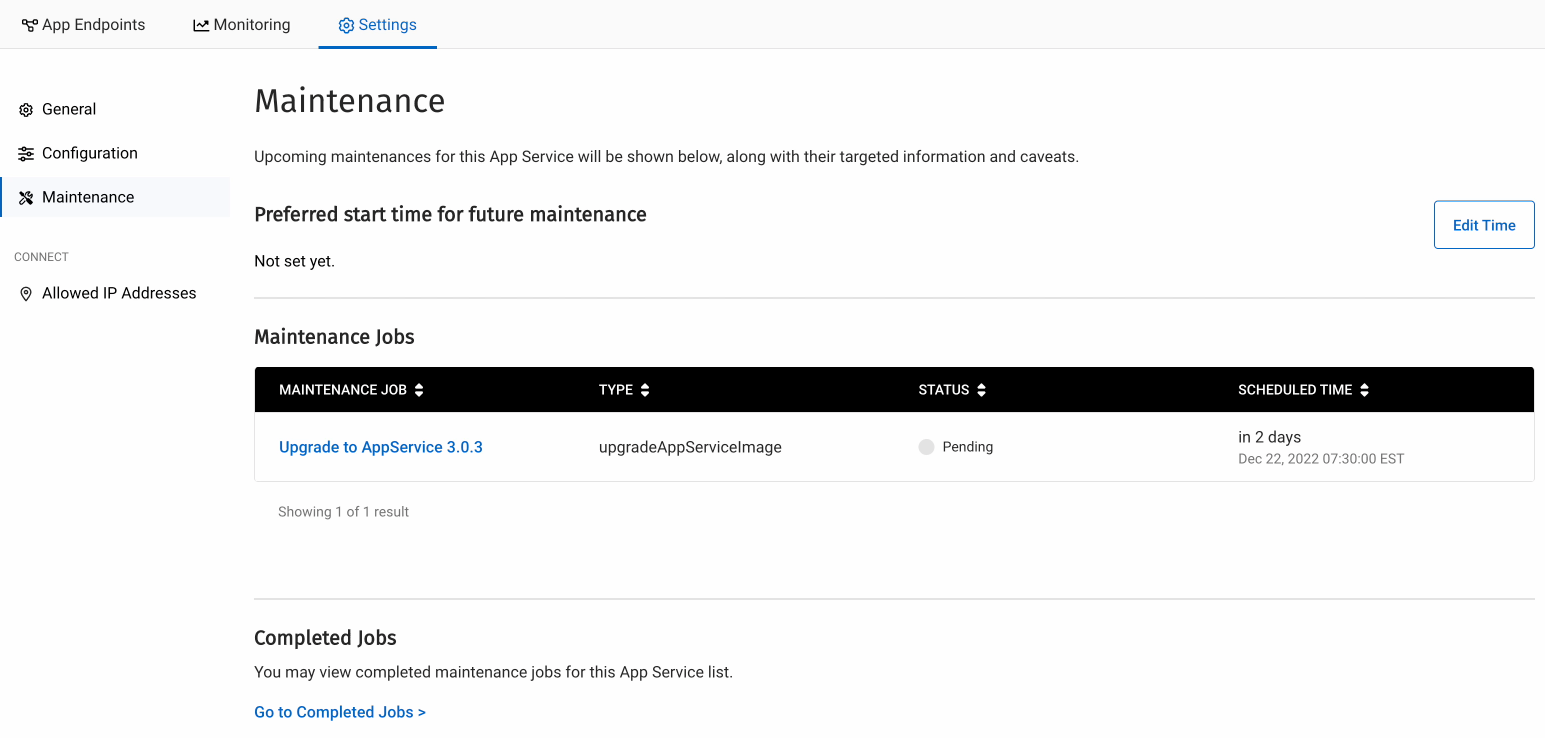 App Endpoints
Monitoring
Settings
General
Configuration
Maintenance
CONNECT
Allowed IP Addresses
Maintenance
Upcoming maintenances for this App Service will be shown below, along with their targeted information and caveats.
Preferred start time for future maintenance
Edit Time
Not set yet.
Maintenance Jobs
MAINTENANCE JOB TYPE STATUS SCHEDULED TIME
Upgrade to AppService 3.0.3 upgradeAppServiceImage Pending in 2 days
Dec 22, 2022 07:30:00 EST
Showing 1 of 1 result
Completed Jobs
You may view completed maintenance jobs for this App Service list.
Go to Completed Jobs >